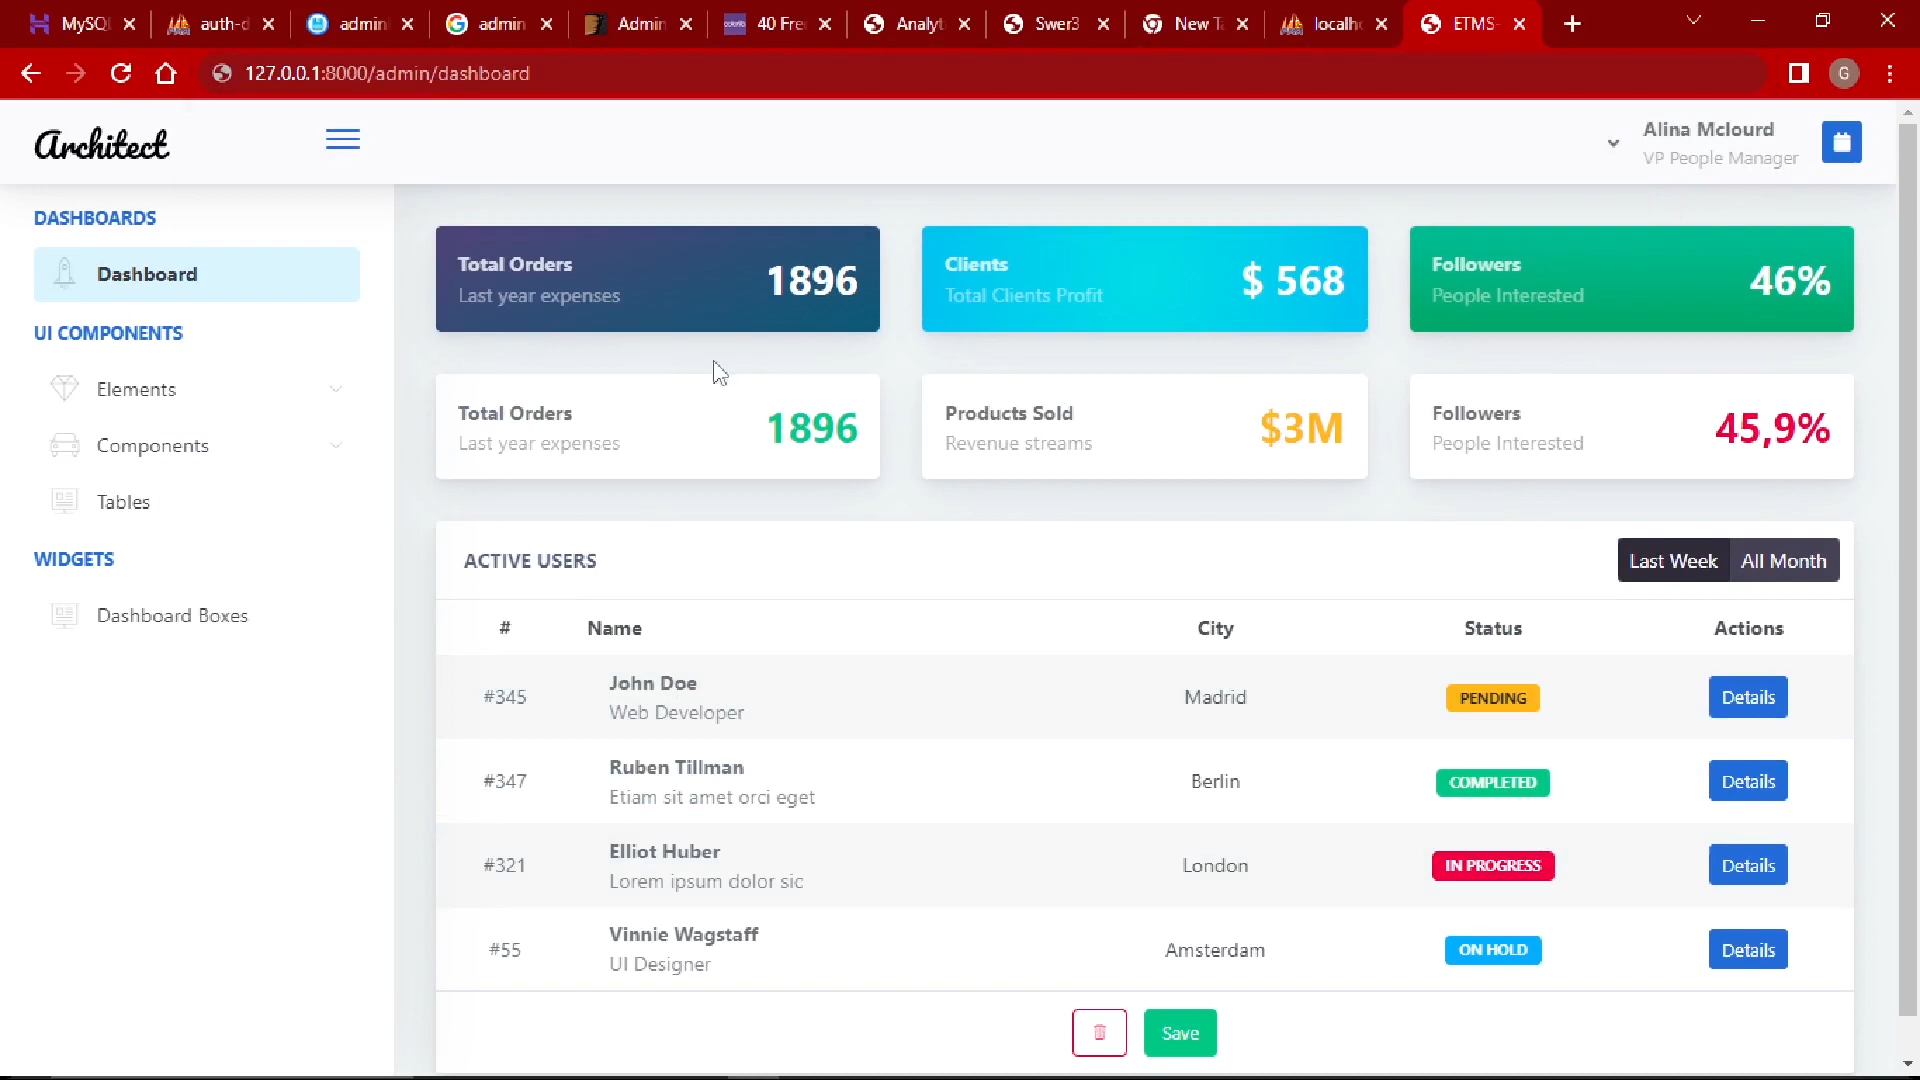 MySQL
auth-d
admin
admin
Admin
40 Free
Analyt
Swer3
New Ta
localho
ETMS-
127.0.0.1:8000/admin/dashboard
G
Architect
Alina Mclourd
VP People Manager
DASHBOARDS
Dashboard
UI COMPONENTS
Elements
Components
Tables
WIDGETS
Dashboard Boxes
Total Orders
Last year expenses
1896
Clients
Total Clients Profit
$ 568
Followers
People Interested
46%
Total Orders
Last year expenses
1896
Products Sold
Revenue streams
$3M
Followers
People Interested
45,9%
ACTIVE USERS
Last Week All Month
# Name City Status Actions
#345 John Doe Madrid PENDING Details
Web Developer
#347 Ruben Tillman Berlin COMPLETED Details
Etiam sit amet orci eget
#321 Elliot Huber London IN PROGRESS Details
Lorem ipsum dolor sic
#55 Vinnie Wagstaff Amsterdam ON HOLD Details
UI Designer
Save